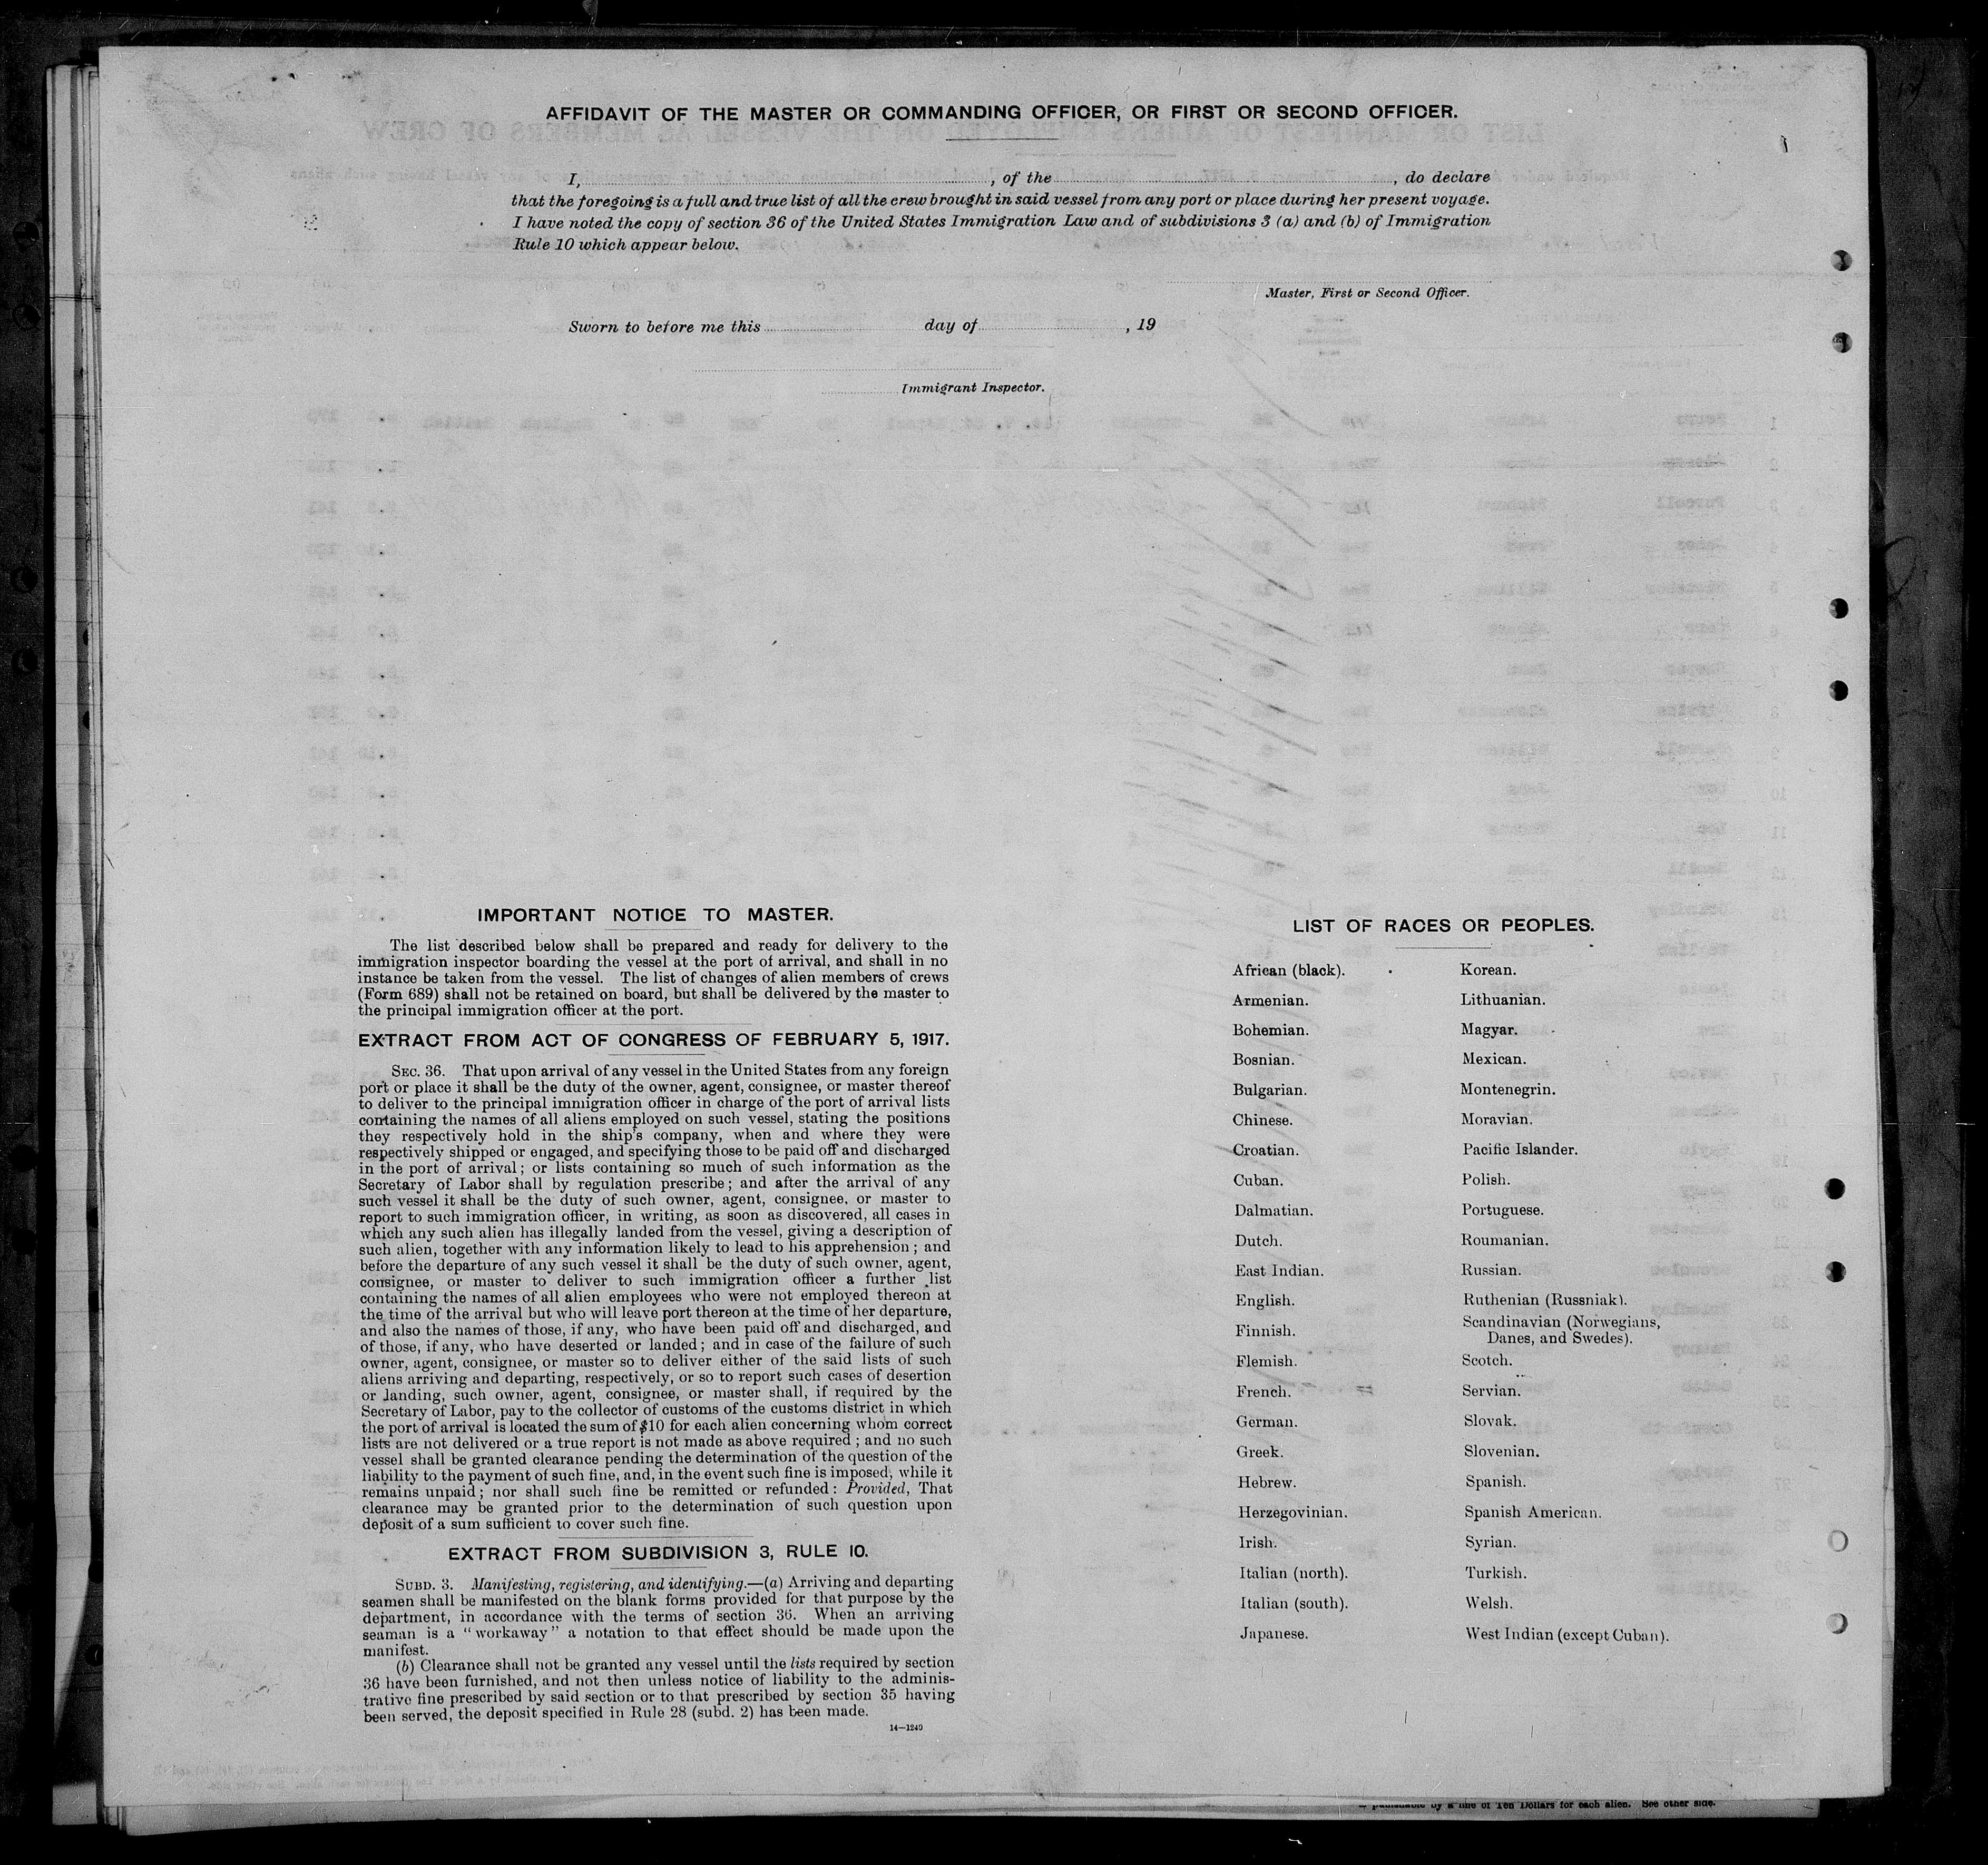 AFFIDAVIT OF THE MASTER OR COMMANDING OFFICER, OR FIRST OR SECOND OFFICER.
I, , of the , do declare
that the foregoing is a full and true list of all the crew brought in said vessel from any port or place during her present voyage.
I have noted the copy of section 36 of the United States Immigration Law and of subdivisions 3 (a) and (b) of Immigration
Rule 10 which appear below.
Master, First or Second Officer.
Sworn to before me this day of , 19
Immigrant Inspector.
IMPORTANT NOTICE TO MASTER.
The list described below shall be prepared and ready for delivery to the
immigration inspector boarding the vessel at the port of arrival, and shall in no
instance be taken from the vessel. The list of changes of alien members of crews
(Form 689) shall not be retained on board, but shall be delivered by the master to
the principal immigration officer at the port.
EXTRACT FROM ACT OF CONGRESS OF FEBRUARY 5, 1917.
SEC. 36. That upon arrival of any vessel in the United States from any foreign
port or place it shall be the duty of the owner, agent, consignee, or master thereof
to deliver to the principal immigration officer in charge of the port of arrival lists
containing the names of all aliens employed on such vessel, stating the positions
they respectively hold in the ship's company, when and where they were
respectively shipped or engaged, and specifying those to be paid off and discharged
in the port of arrival; or lists containing so much of such information as the
Secretary of Labor shall by regulation prescribe; and after the arrival of any
such vessel it shall be the duty of such owner, agent, consignee, or master to
report to such immigration officer, in writing, as soon as discovered, all cases in
which any such alien has illegally landed from the vessel, giving a description of
such alien, together with any information likely to lead to his apprehension; and
before the departure of any such vessel it shall be the duty of such owner, agent,
consignee, or master to deliver to such immigration officer a further list
containing the names of all alien employees who were not employed thereon at
the time of the arrival but who will leave port thereon at the time of her departure,
and also the names of those, if any, who have been paid off and discharged, and
of those, if any, who have deserted or landed; and in case of the failure of such
owner, agent, consignee, or master so to deliver either of the said lists of such
aliens arriving and departing, respectively, or so to report such cases of desertion
or landing, such owner, agent, consignee, or master shall, if required by the
Secretary of Labor, pay to the collector of customs of the customs district in which
the port of arrival is located the sum of $10 for each alien concerning whom correct
lists are not delivered or a true report is not made as above required; and no such
vessel shall be granted clearance pending the determination of the question of the
liability to the payment of such fine, and, in the event such fine is imposed, while it
remains unpaid; nor shall such fine be remitted or refunded: Provided, That
clearance may be granted prior to the determination of such question upon
deposit of a sum sufficient to cover such fine.
EXTRACT FROM SUBDIVISION 3, RULE 10.
SUBD. 3. Manifesting, registering, and identifying.—(a) Arriving and departing
seamen shall be manifested on the blank forms provided for that purpose by the
department, in accordance with the terms of section 36. When an arriving
seaman is a "workaway" a notation to that effect should be made upon the
manifest.
(b) Clearance shall not be granted any vessel until the lists required by section
36 have been furnished, and not then unless notice of liability to the adminis-
trative fine prescribed by said section or to that prescribed by section 35 having
been served, the deposit specified in Rule 28 (subd. 2) has been made.
14—1240
LIST OF RACES OR PEOPLES.
African (black). Korean.
Armenian. Lithuanian.
Bohemian. Magyar.
Bosnian. Mexican.
Bulgarian. Montenegrin.
Chinese. Moravian.
Croatian. Pacific Islander.
Cuban. Polish.
Dalmatian. Portuguese.
Dutch. Roumanian.
East Indian. Russian.
English. Ruthenian (Russniak).
Finnish. Scandinavian (Norwegians,
Danes, and Swedes).
Flemish. Scotch.
French. Servian.
German. Slovak.
Greek. Slovenian.
Hebrew. Spanish.
Herzegovinian. Spanish American.
Irish. Syrian.
Italian (north). Turkish.
Italian (south). Welsh.
Japanese. West Indian (except Cuban).
by a fine of Ten Dollars for each alien. See other side.